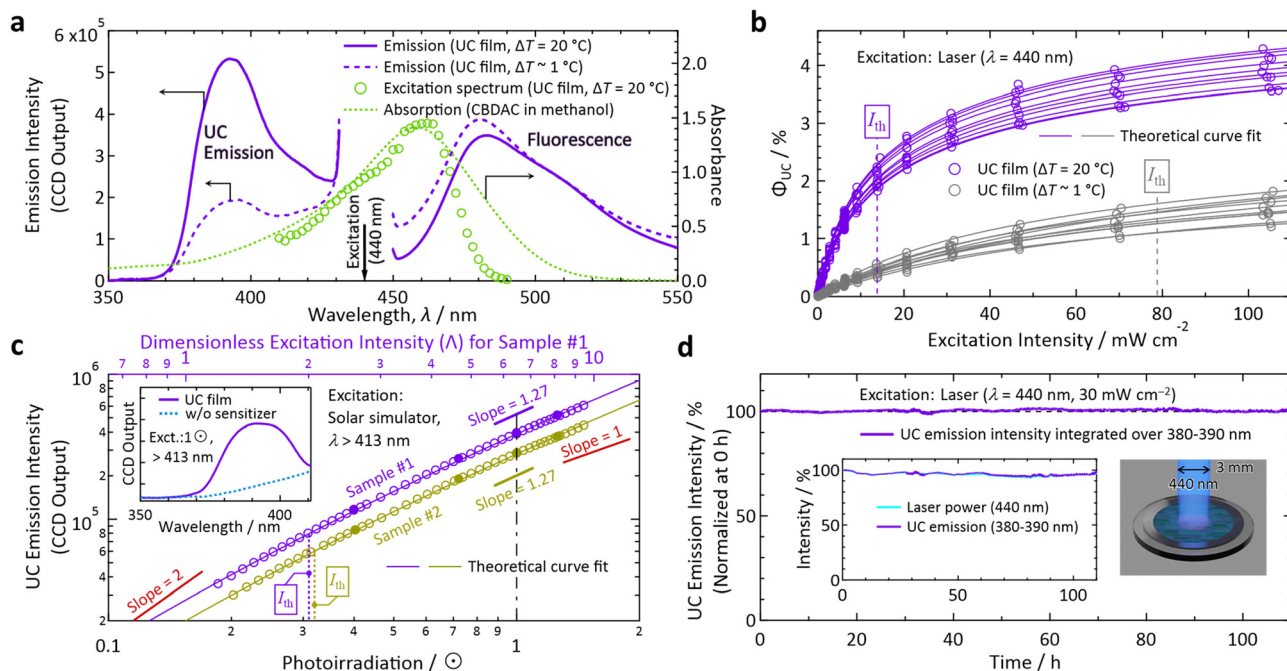 a
6 x10⁵
5
4
3
2
1
0
Emission Intensity
(CCD Output)
Emission (UC film, ΔT = 20 °C)
Emission (UC film, ΔT ~ 1 °C)
Excitation spectrum (UC film, ΔT = 20 °C)
Absorption (CBDAC in methanol)
UC
Emission
Fluorescence
Excitation
(440 nm)
2.0
1.5
1.0
0.5
0.0
Absorbance
350
400
450
500
550
Wavelength, λ / nm
b
Excitation: Laser (λ = 440 nm)
Φ_UC / %
4
3
2
1
0
I_th
Theoretical curve fit
UC film (ΔT = 20 °C)
UC film (ΔT ~ 1 °C)
I_th
0
20
40
60
80
100
Excitation Intensity / mW cm⁻²
c
Dimensionless Excitation Intensity (Λ) for Sample #1
7 8 9 1 2 3 4 5 6 7 8 9 10
10⁶
8
6
4
2
10⁵
8
6
4
2
UC Emission Intensity
(CCD Output)
UC film
w/o sensitizer
Exct.:1☉,
> 413 nm
CCD Output
350
400
Wavelength / nm
Excitation:
Solar simulator,
λ > 413 nm
Slope = 1.27
Slope = 1
Sample #1
Sample #2
Slope = 1.27
Slope = 2
I_th
I_th
Theoretical curve fit
0.1 2 3 4 5 6 7 8 9 1 2
Photoirradiation / ☉
d
Excitation: Laser (λ = 440 nm, 30 mW cm⁻²)
UC emission intensity integrated over 380-390 nm
UC Emission Intensity / %
(Normalized at 0 h)
100
50
0
Intensity / %
100
50
0
Laser power (440 nm)
UC emission (380-390 nm)
0
50
100
3 mm
440 nm
0
20
40
60
80
100
Time / h